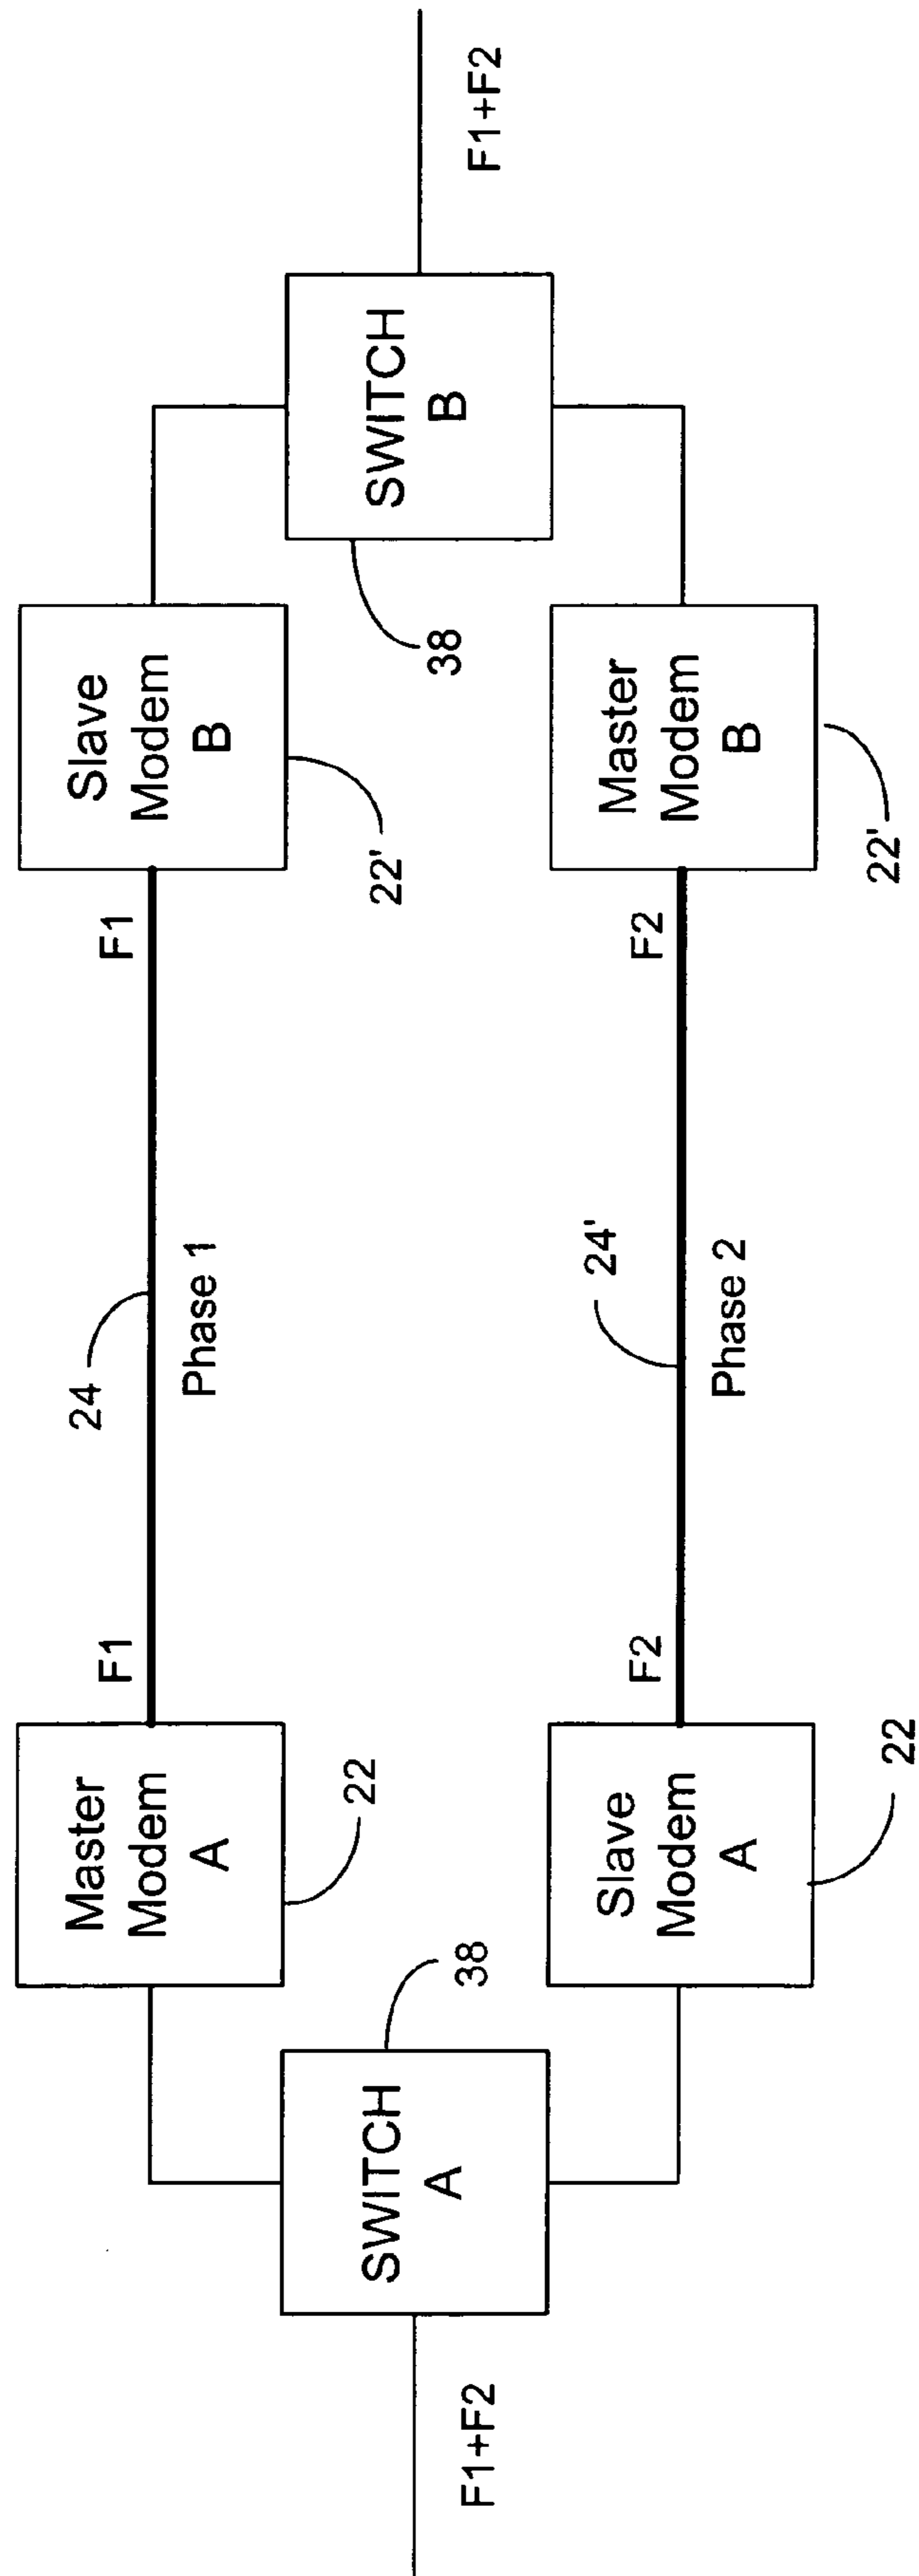 F1+F2
SWITCH
A
38
Master
Modem
A
22
F1
24
Phase 1
F1
Slave
Modem
B
22'
Slave
Modem
A
22
F2
24'
Phase 2
F2
Master
Modem
B
22'
SWITCH
B
38
F1+F2